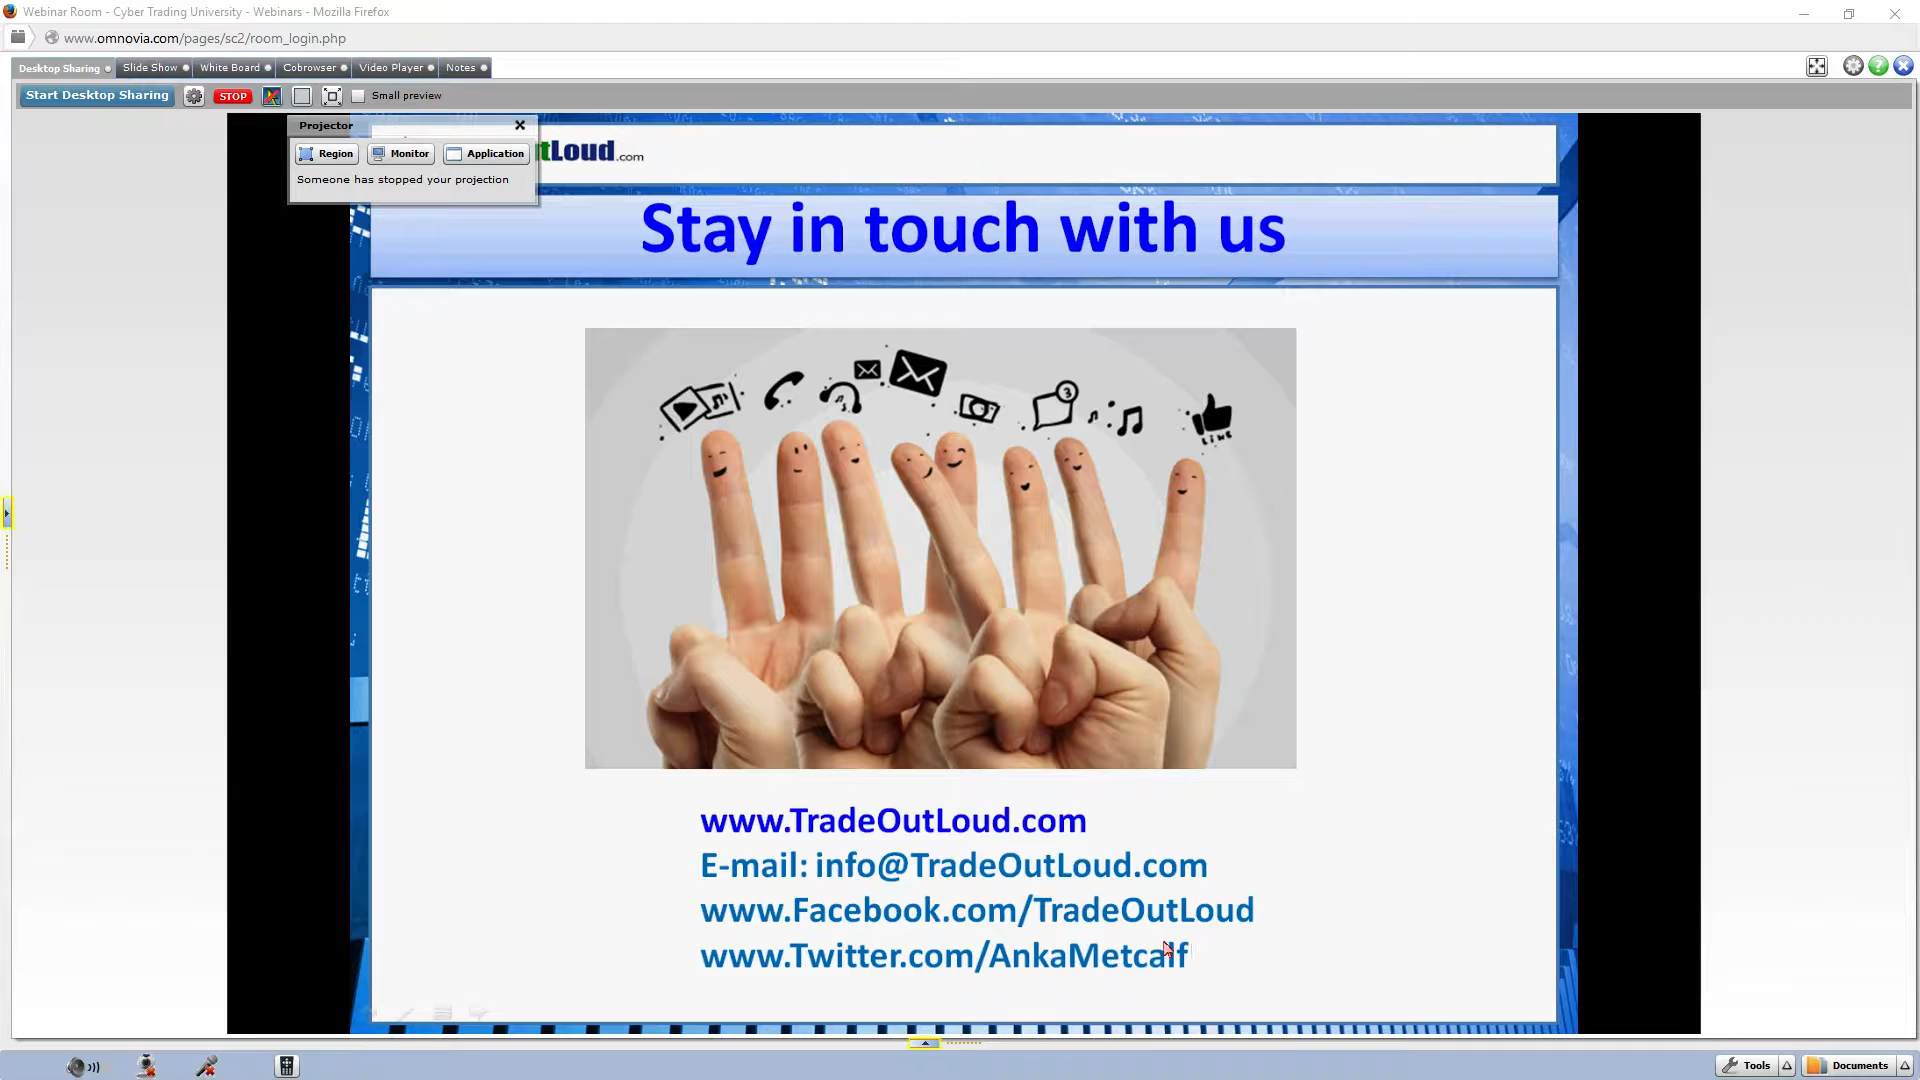 Webinar Room - Cyber Trading University - Webinars - Mozilla Firefox
www.omnovia.com/pages/sc2/room_login.php
Desktop Sharing Slide Show White Board Cobrowser Video Player Notes
Start Desktop Sharing STOP Small preview
Projector
Region Monitor Application
Someone has stopped your projection
tLoud.com
Stay in touch with us
3
LIKE
www.TradeOutLoud.com
E-mail: info@TradeOutLoud.com
www.Facebook.com/TradeOutLoud
www.Twitter.com/AnkaMetcalf
Tools Documents